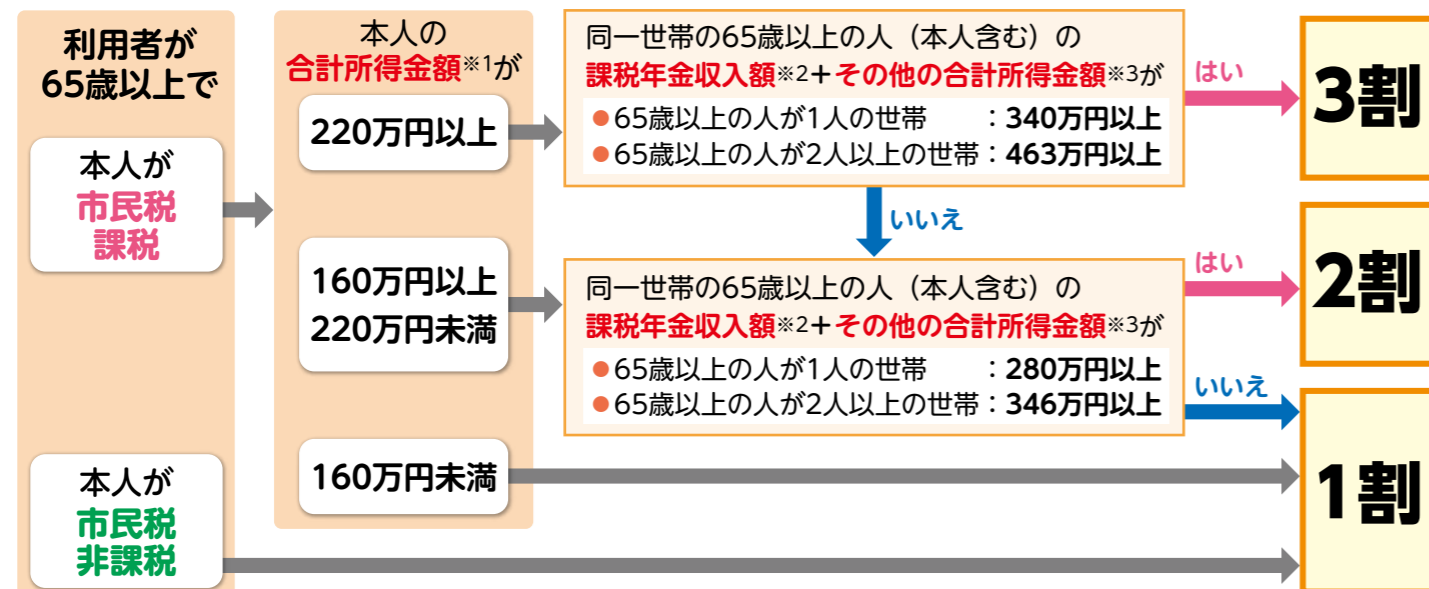 利用者が
65歳以上で
本人が
市民税
課税
本人が
市民税
非課税
本人の
合計所得金額※1が
220万円以上
160万円以上
220万円未満
160万円未満
同一世帯の65歳以上の人（本人含む）の
課税年金収入額※2+その他の合計所得金額※3が
●65歳以上の人が1人の世帯　　：340万円以上
●65歳以上の人が2人以上の世帯：463万円以上
はい
いいえ
同一世帯の65歳以上の人（本人含む）の
課税年金収入額※2+その他の合計所得金額※3が
●65歳以上の人が1人の世帯　　：280万円以上
●65歳以上の人が2人以上の世帯：346万円以上
はい
いいえ
3割
2割
1割